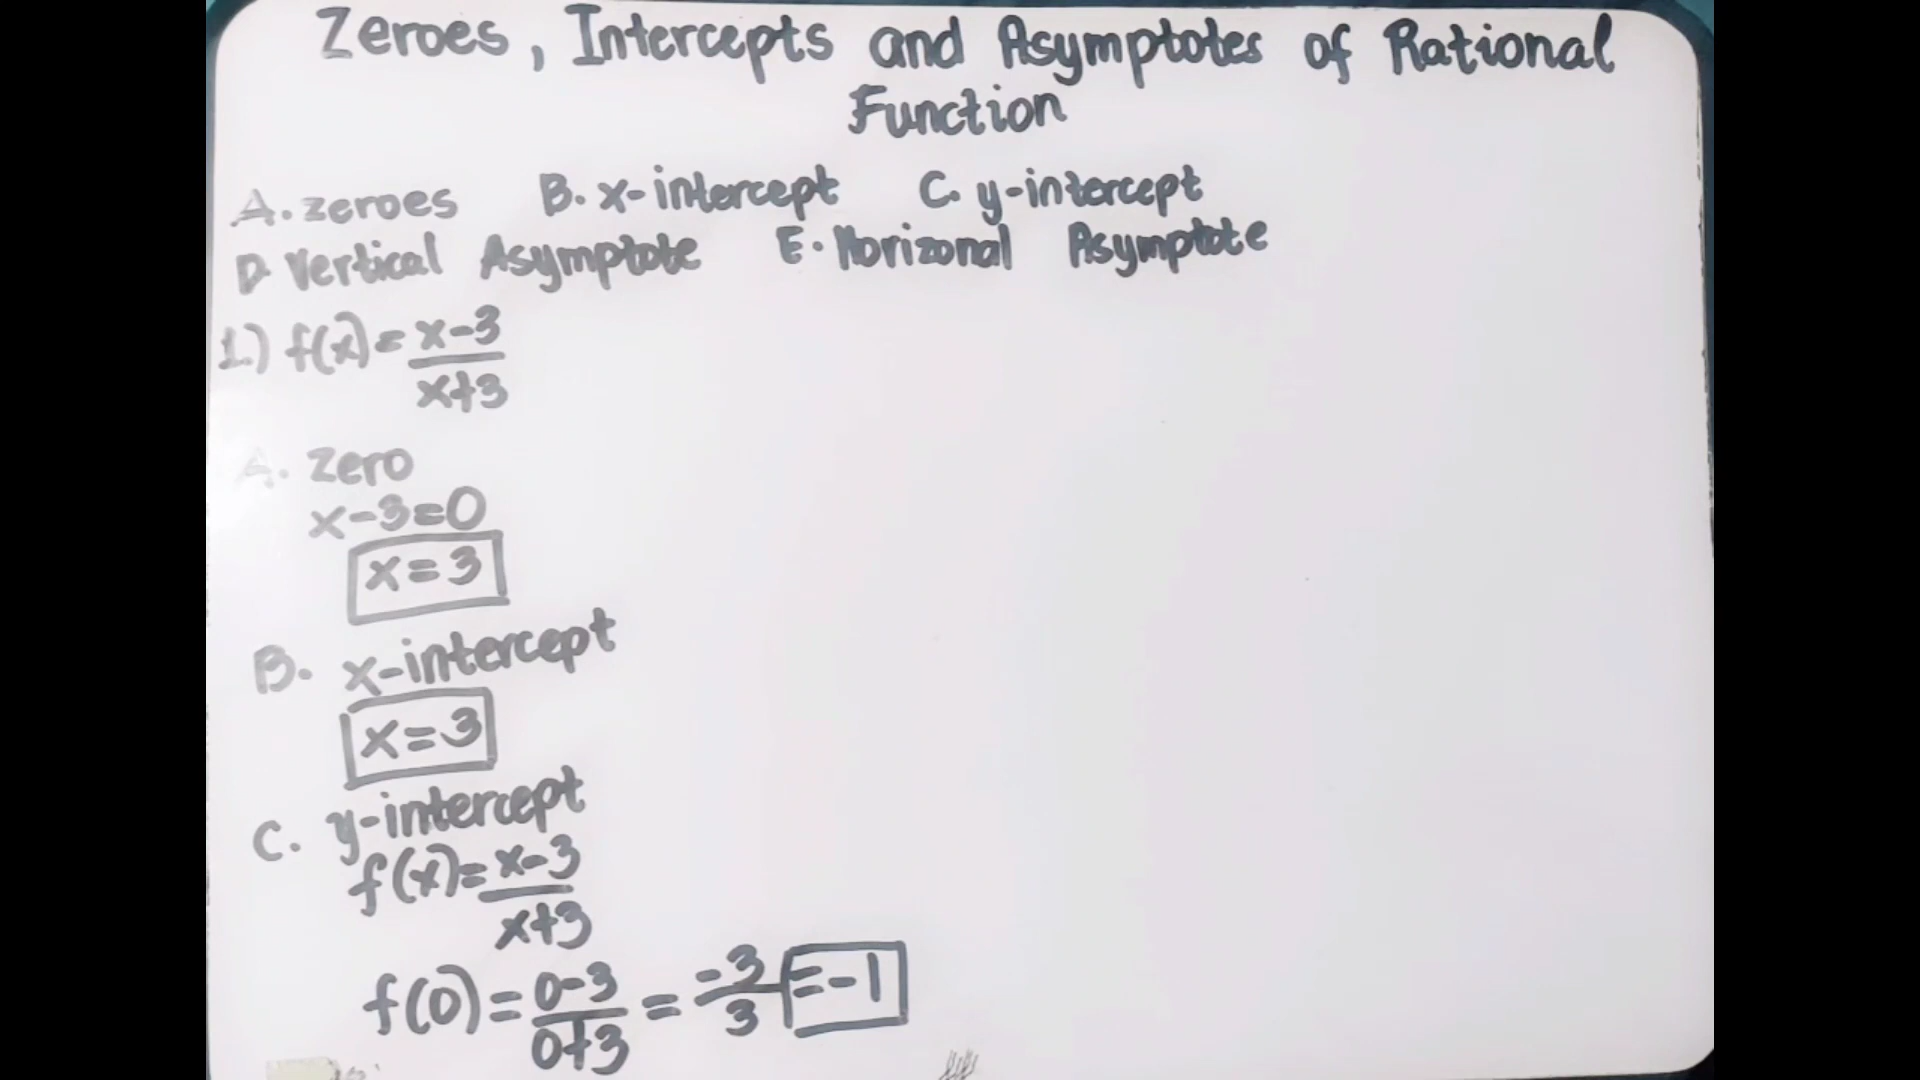 Zeroes, Intercepts and Asymptotes of Rational
Function
A. zeroes B. x-intercept C. y-intercept
D Vertical Asymptote E. Horizonal Asymptote
1.) f(x) = x-3
x+3
A. zero
x-3=0
x=3
B. x-intercept
x=3
C. y-intercept
f(x)= x-3
x+3
f(0) = 0-3 = -3 = -1
0+3 3